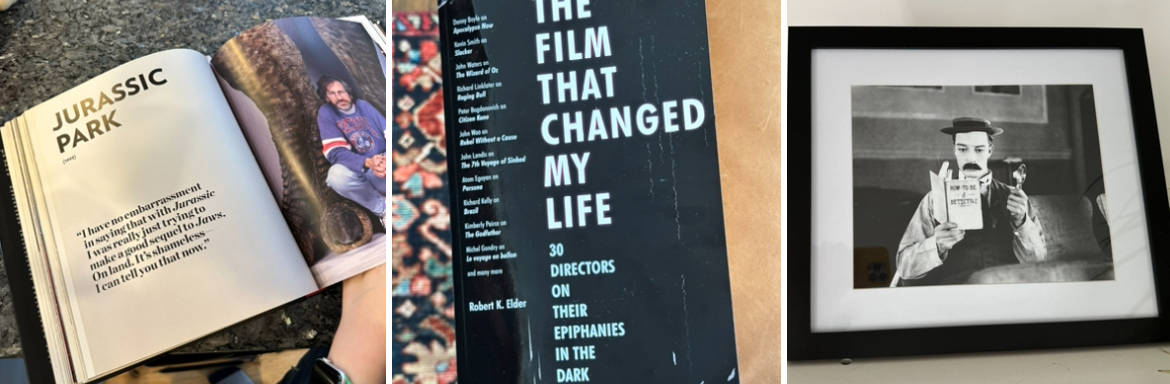 JURASSIC
PARK
(1993)
"I have no embarrassment
in saying that with Jurassic
I was really just trying to
make a good sequel to Jaws.
On land. It's shameless—
I can tell you that now."
THE
FILM
THAT
CHANGED
MY
LIFE
30
DIRECTORS
ON
THEIR
EPIPHANIES
IN THE
DARK
Danny Boyle on
Apocalypse Now
Kevin Smith on
Slacker
John Waters on
The Wizard of Oz
Richard Linklater on
Raging Bull
Peter Bogdanovich on
Citizen Kane
John Woo on
Rebel Without a Cause
John Landis on
The 7th Voyage of Sinbad
Atom Egoyan on
Persona
Richard Kelly on
Brazil
Kimberly Peirce on
The Godfather
Michel Gondry on
Le voyage en ballon
and many more
Robert K. Elder
HOW TO BE
A
DETECTIVE